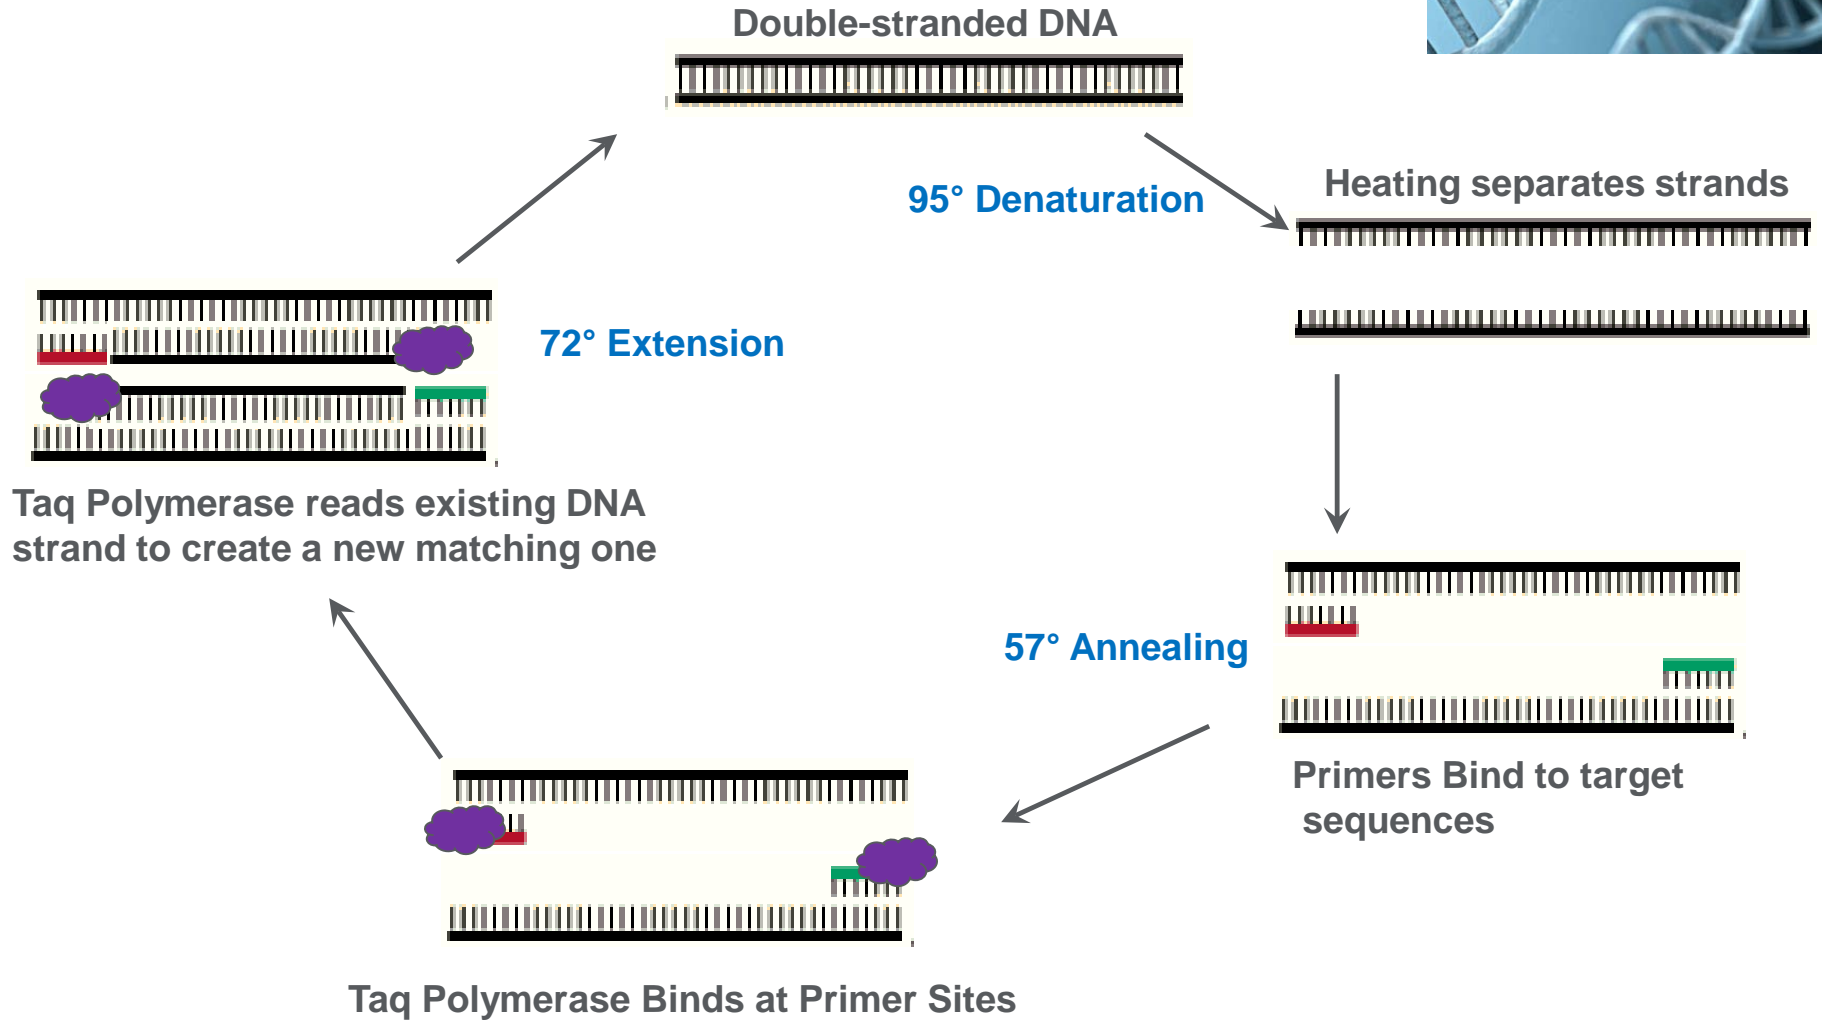 Double-stranded DNA
95° Denaturation
Heating separates strands
72° Extension
Taq Polymerase reads existing DNA
strand to create a new matching one
57° Annealing
Primers Bind to target
sequences
Taq Polymerase Binds at Primer Sites